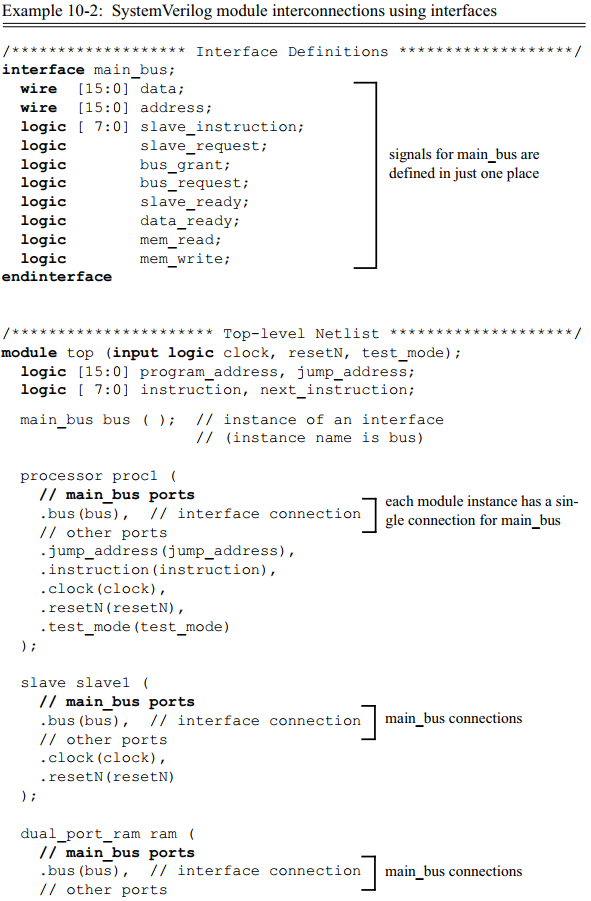 Example 10-2: SystemVerilog module interconnections using interfaces
/******************* Interface Definitions *******************/
interface main_bus;
wire [15:0] data;
wire [15:0] address;
logic [ 7:0] slave_instruction;
logic slave_request;
logic bus_grant;
logic bus_request;
logic slave_ready;
logic data_ready;
logic mem_read;
logic mem_write;
endinterface
signals for main_bus are
defined in just one place
/********************** Top-level Netlist ********************/
module top (input logic clock, resetN, test_mode);
logic [15:0] program_address, jump_address;
logic [ 7:0] instruction, next_instruction;
main_bus bus ( ); // instance of an interface
// (instance name is bus)
processor proc1 (
// main_bus ports
.bus(bus), // interface connection
// other ports
.jump_address(jump_address),
.instruction(instruction),
.clock(clock),
.resetN(resetN),
.test_mode(test_mode)
);
each module instance has a sin-
gle connection for main_bus
slave slave1 (
// main_bus ports
.bus(bus), // interface connection
// other ports
.clock(clock),
.resetN(resetN)
);
main_bus connections
dual_port_ram ram (
// main_bus ports
.bus(bus), // interface connection
// other ports
main_bus connections